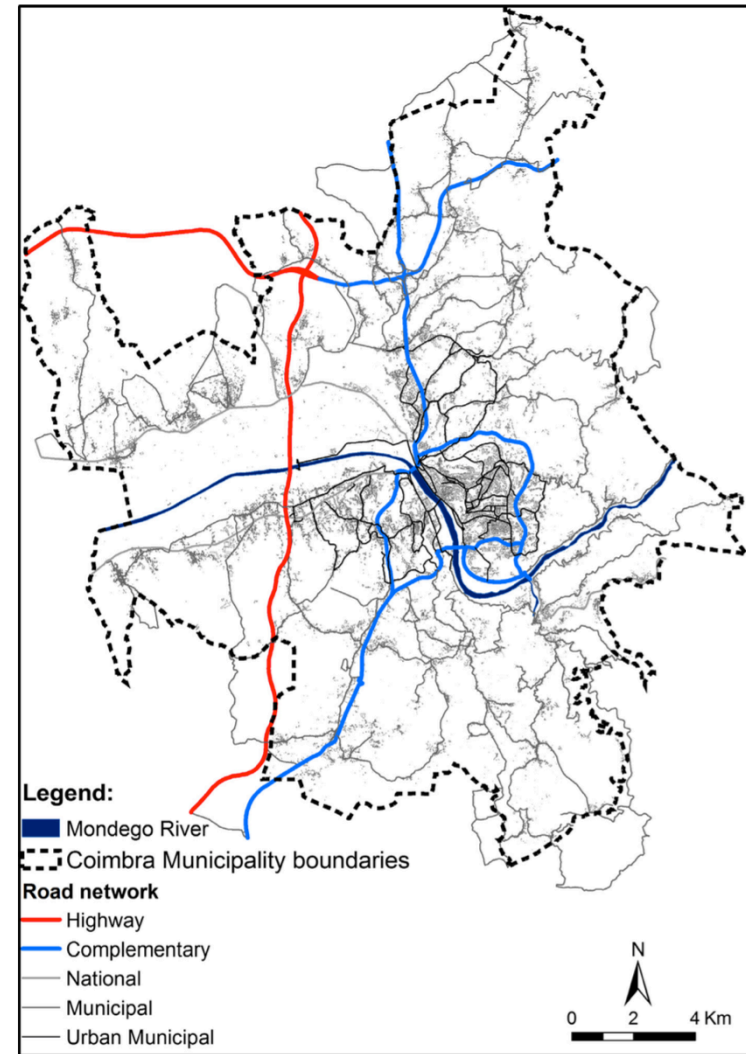 Legend:
Mondego River
Coimbra Municipality boundaries
Road network
Highway
Complementary
National
Municipal
Urban Municipal
N
0 2 4 Km